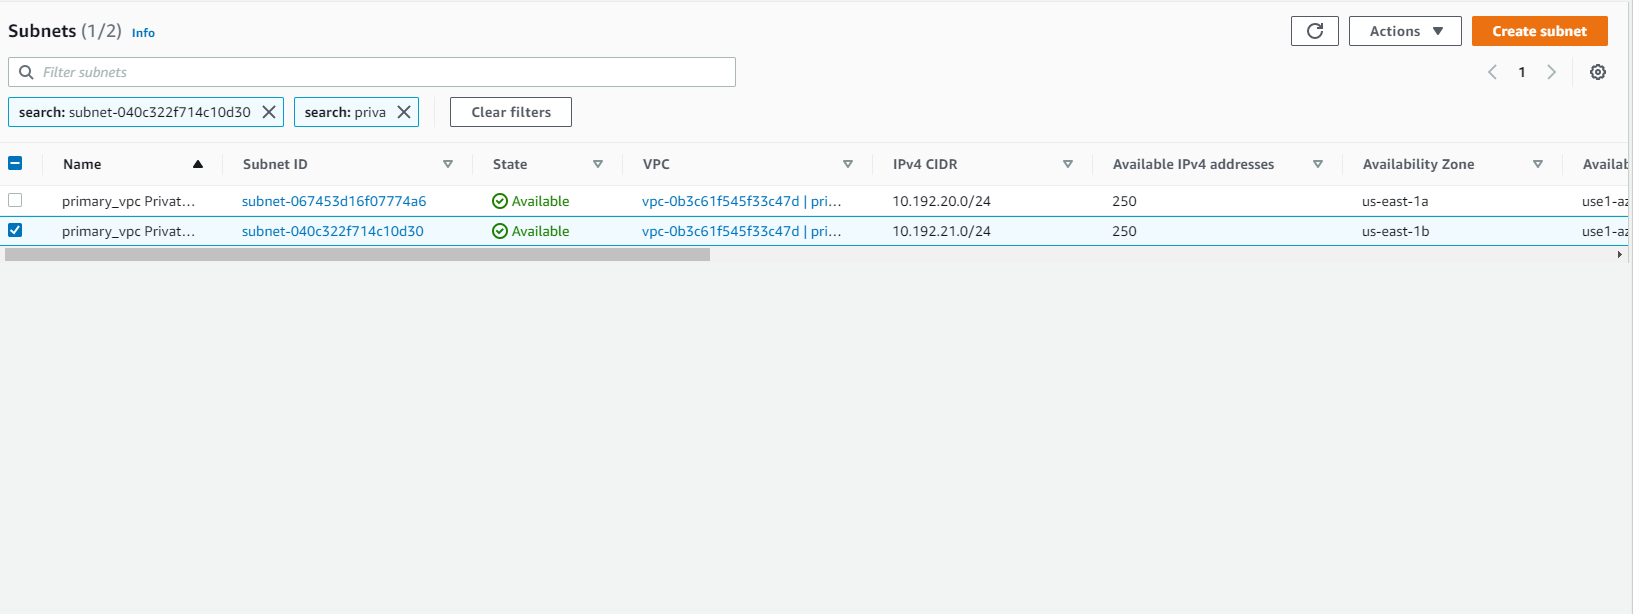 Subnets (1/2) Info
Actions
Create subnet
Filter subnets
1
search: subnet-040c322f714c10d30
search: priva
Clear filters
Name Subnet ID State VPC IPv4 CIDR Available IPv4 addresses Availability Zone Availab
primary_vpc Privat... subnet-067453d16f07774a6 Available vpc-0b3c61f545f33c47d | pri... 10.192.20.0/24 250 us-east-1a use1-az
primary_vpc Privat... subnet-040c322f714c10d30 Available vpc-0b3c61f545f33c47d | pri... 10.192.21.0/24 250 us-east-1b use1-az